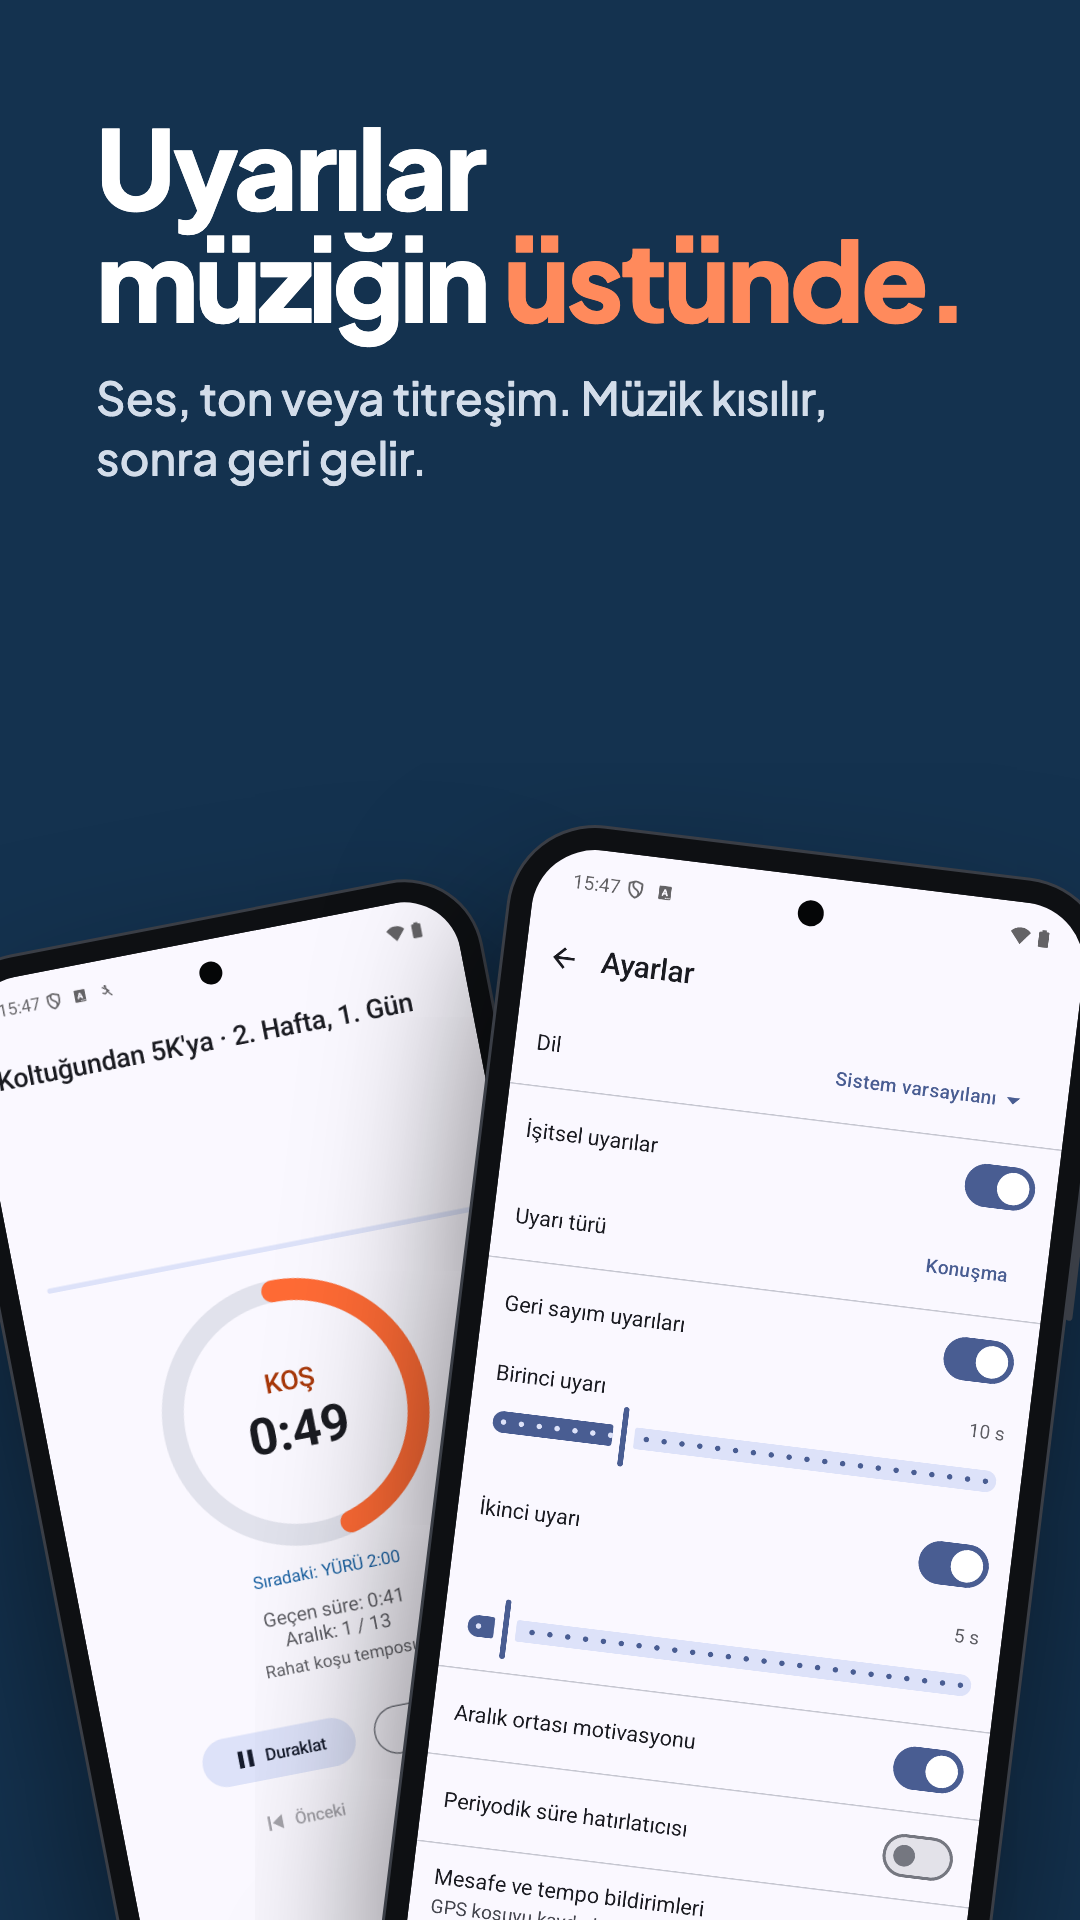 Uyarılar
müziğin üstünde.
Ses, ton veya titreşim. Müzik kısılır,
sonra geri gelir.
15:47
Koltuğundan 5K'ya · 2. Hafta, 1. Gün
KOŞ
0:49
Sıradaki: YÜRÜ 2:00
Geçen süre: 0:41
Aralık: 1 / 13
Rahat koşu temposu
Duraklat
Önceki
15:47
Ayarlar
Dil
Sistem varsayılanı
İşitsel uyarılar
Uyarı türü
Konuşma
Geri sayım uyarıları
Birinci uyarı
10 s
İkinci uyarı
5 s
Aralık ortası motivasyonu
Periyodik süre hatırlatıcısı
Mesafe ve tempo bildirimleri
GPS koşuyu